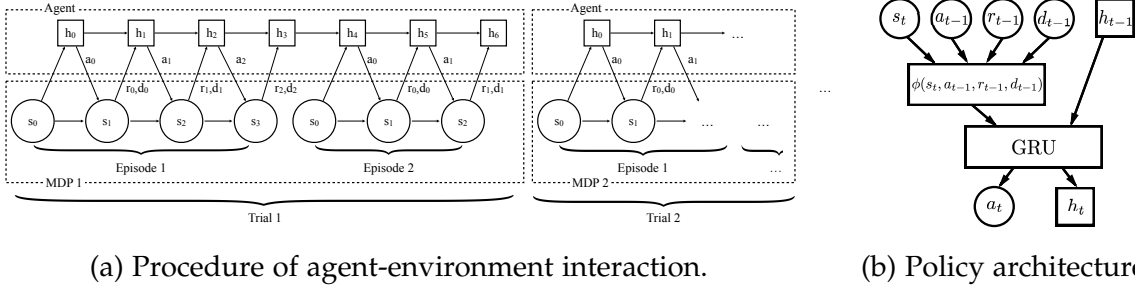 Agent
Agent
h₀ h₁ h₂ h₃ h₄ h₅ h₆
h₀ h₁ ...
a₀ a₁ a₂ a₀ a₁
a₀ a₁
r₀,d₀ r₁,d₁ r₂,d₂ r₀,d₀ r₁,d₁
r₀,d₀
s₀ s₁ s₂ s₃ s₀ s₁ s₂
s₀ s₁ ... ...
Episode 1 Episode 2
Episode 1 ...
MDP 1
MDP 2
Trial 1
Trial 2
...
(a) Procedure of agent-environment interaction.
sₜ aₜ₋₁ rₜ₋₁ dₜ₋₁ hₜ₋₁
ϕ(sₜ, aₜ₋₁, rₜ₋₁, dₜ₋₁)
GRU
aₜ hₜ
(b) Policy architecture